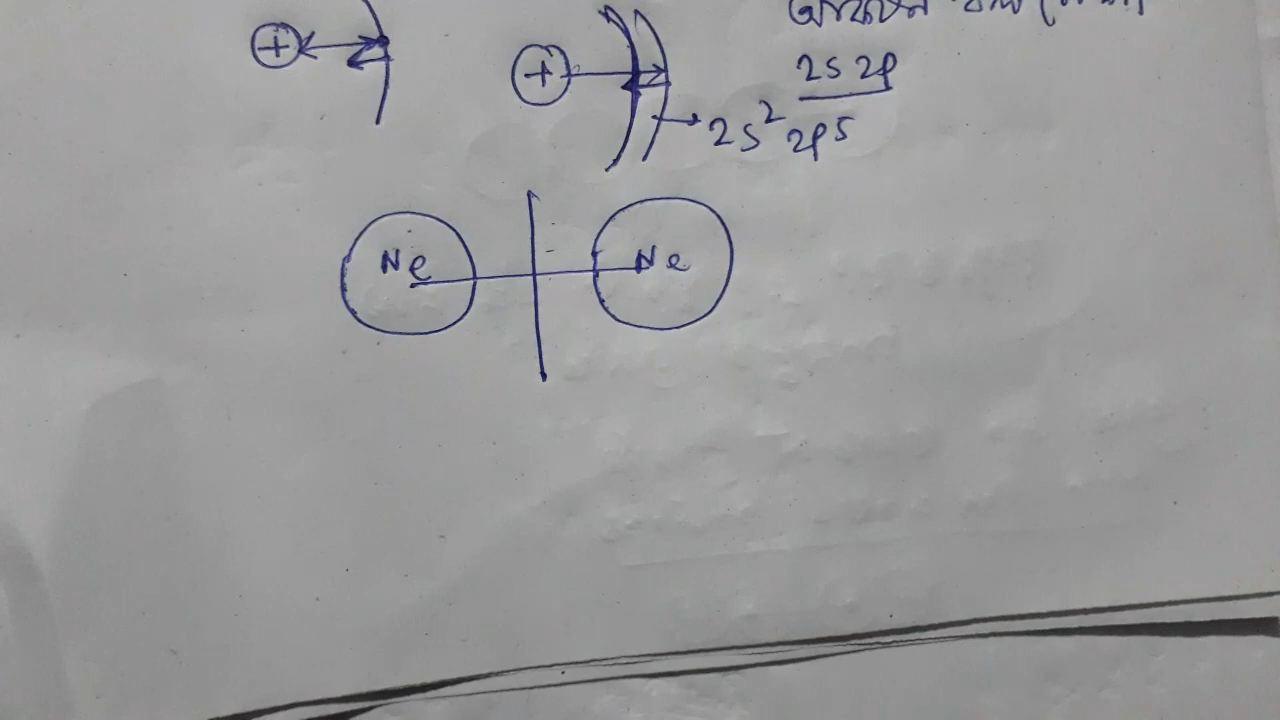 2s 2p
+
+
2s² 2p⁵
Ne Ne